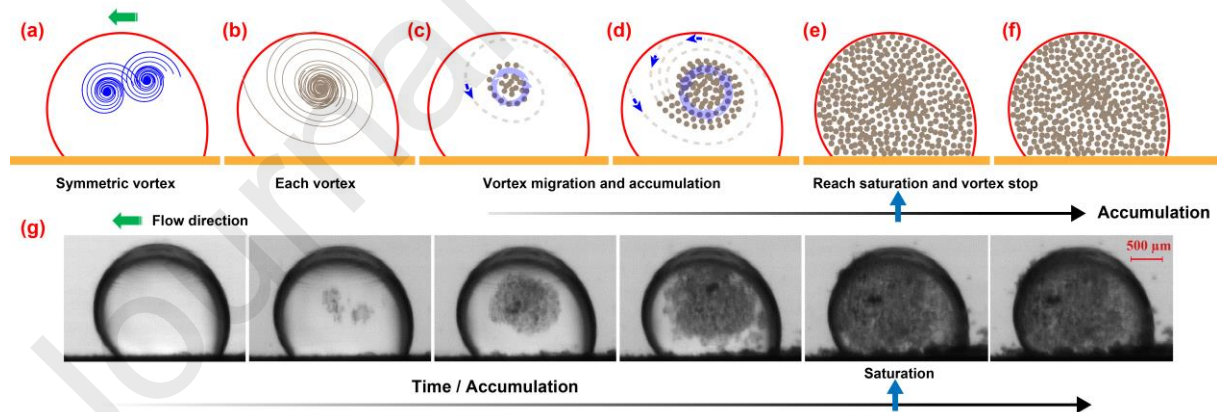 (a) (b) (c) (d) (e) (f)
Symmetric vortex Each vortex Vortex migration and accumulation Reach saturation and vortex stop
Accumulation
Flow direction
(g)
500 µm
Saturation
Time / Accumulation
journal